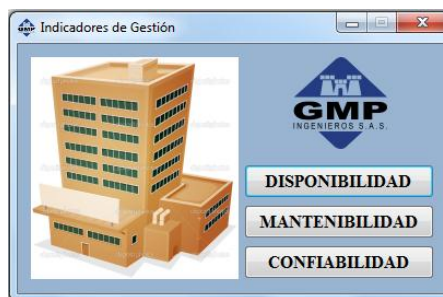 Indicadores de Gestión
GMP
INGENIEROS S.A.S.
DISPONIBILIDAD
MANTENIBILIDAD
CONFIABILIDAD